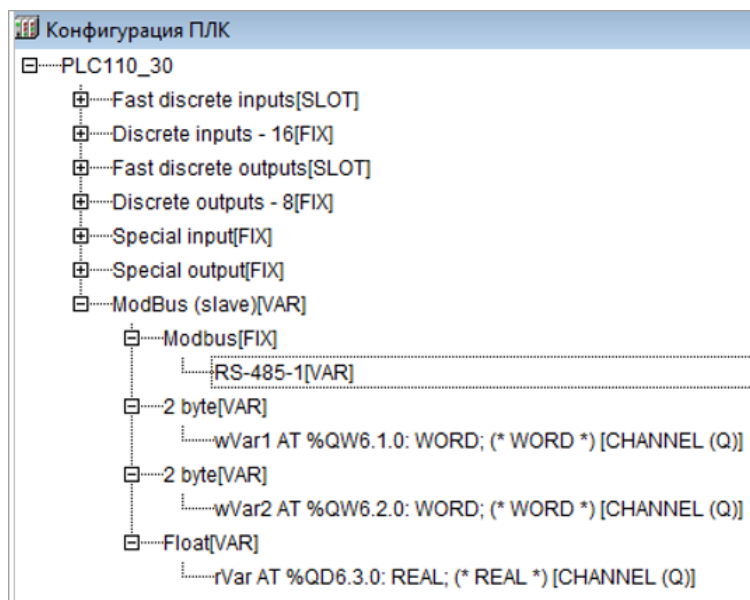 Конфигурация ПЛК
PLC110_30
Fast discrete inputs[SLOT]
Discrete inputs - 16[FIX]
Fast discrete outputs[SLOT]
Discrete outputs - 8[FIX]
Special input[FIX]
Special output[FIX]
ModBus (slave)[VAR]
Modbus[FIX]
RS-485-1[VAR]
2 byte[VAR]
wVar1 AT %QW6.1.0: WORD; (* WORD *) [CHANNEL (Q)]
2 byte[VAR]
wVar2 AT %QW6.2.0: WORD; (* WORD *) [CHANNEL (Q)]
Float[VAR]
rVar AT %QD6.3.0: REAL; (* REAL *) [CHANNEL (Q)]